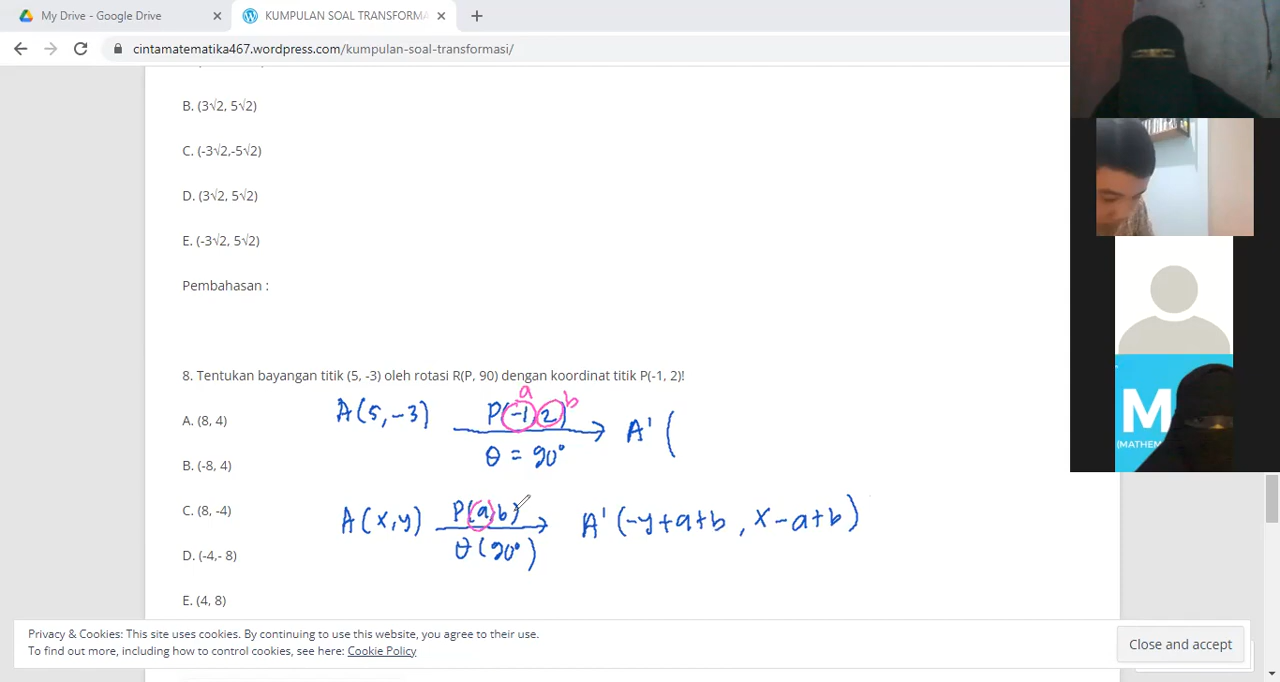 My Drive - Google Drive
KUMPULAN SOAL TRANSFORMA
cintamatematika467.wordpress.com/kumpulan-soal-transformasi/
B. (3√2, 5√2)
C. (-3√2,-5√2)
D. (3√2, 5√2)
E. (-3√2, 5√2)
Pembahasan :
8. Tentukan bayangan titik (5, -3) oleh rotasi R(P, 90) dengan koordinat titik P(-1, 2)!
a b
A(5,-3) P(-1,2) A' (
θ = 90°
A. (8, 4)
B. (-8, 4)
C. (8, -4)
D. (-4,- 8)
E. (4, 8)
A(x,y) P(a,b) A' (-y+a+b , x-a+b)
θ (90°)
M
(MATHEM
Privacy & Cookies: This site uses cookies. By continuing to use this website, you agree to their use.
To find out more, including how to control cookies, see here: Cookie Policy
Close and accept